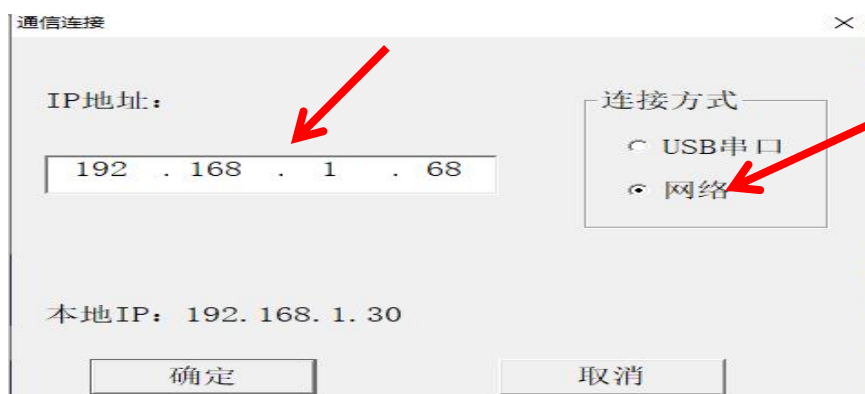 通信连接
IP地址：
192 . 168 . 1 . 68
连接方式
USB串口
网络
本地IP：192.168.1.30
确定
取消